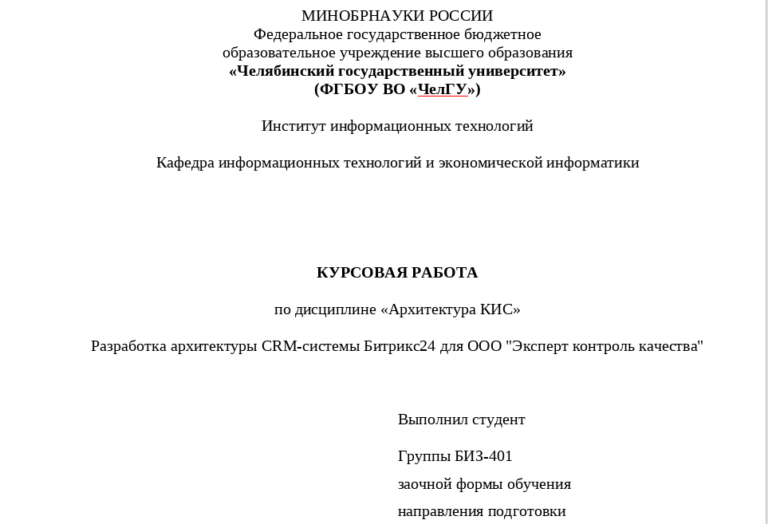 МИНОБРНАУКИ РОССИИ
Федеральное государственное бюджетное
образовательное учреждение высшего образования
«Челябинский государственный университет»
(ФГБОУ ВО «ЧелГУ»)
Институт информационных технологий
Кафедра информационных технологий и экономической информатики
КУРСОВАЯ РАБОТА
по дисциплине «Архитектура КИС»
Разработка архитектуры CRM-системы Битрикс24 для ООО "Эксперт контроль качества"
Выполнил студент
Группы БИЗ-401
заочной формы обучения
направления подготовки